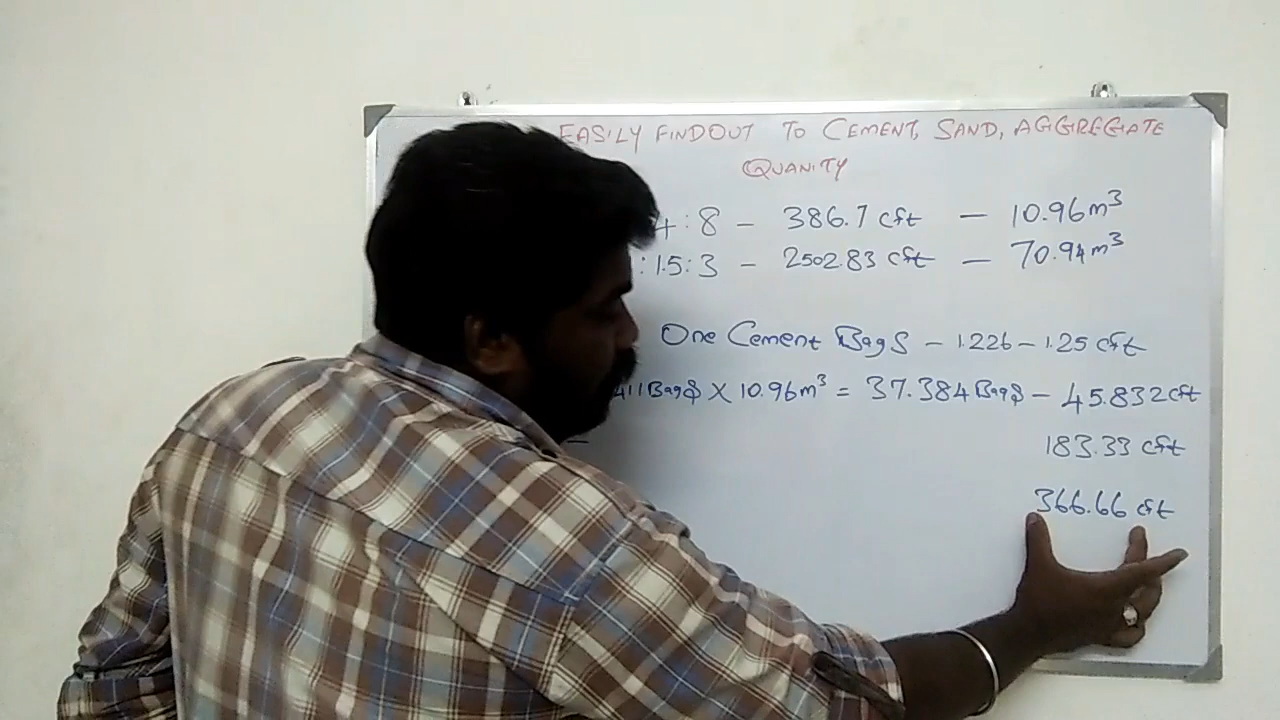 EASILY FINDOUT TO CEMENT, SAND, AGGREGATE
QUANITY
4:8 - 386.7 cft - 10.96m³
:1.5:3 - 2502.83 cft - 70.94m³
One Cement Bags - 1.226 - 1.25 cft
411 Bags X 10.96m³ = 37.384 Bags - 45.832 cft
183.33 cft
366.66 cft